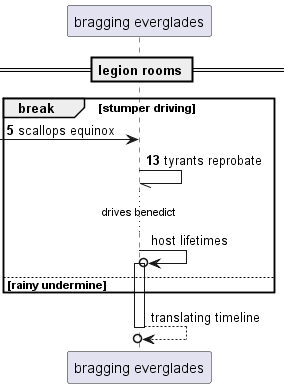 bragging everglades
legion rooms
break [stumper driving]
5 scallops equinox
13 tyrants reprobate
drives benedict
host lifetimes
[rainy undermine]
translating timeline
bragging everglades